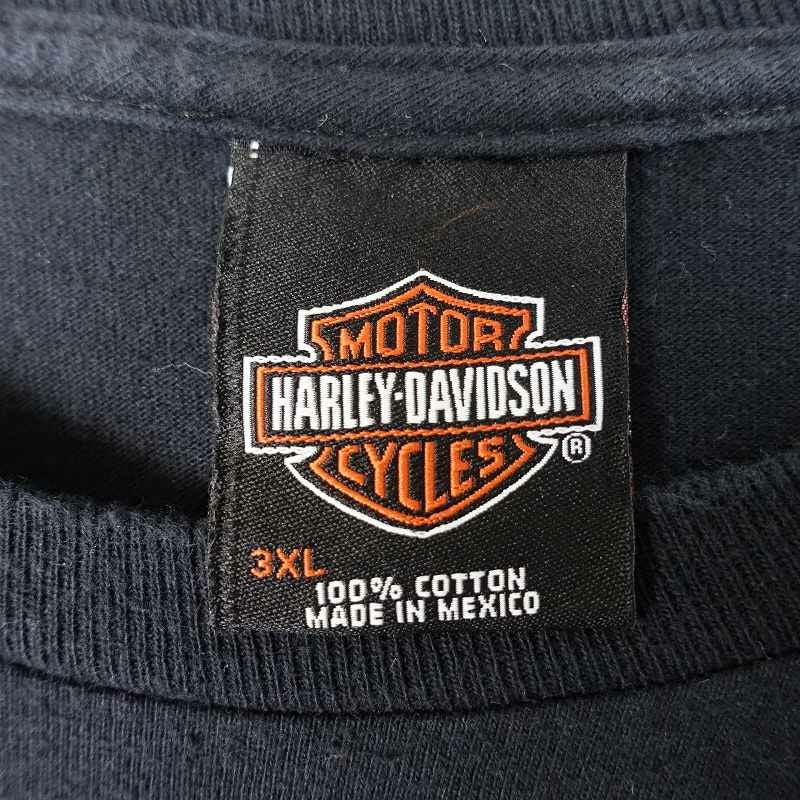 MOTOR
HARLEY-DAVIDSON
CYCLES
®
3XL
100% COTTON
MADE IN MEXICO